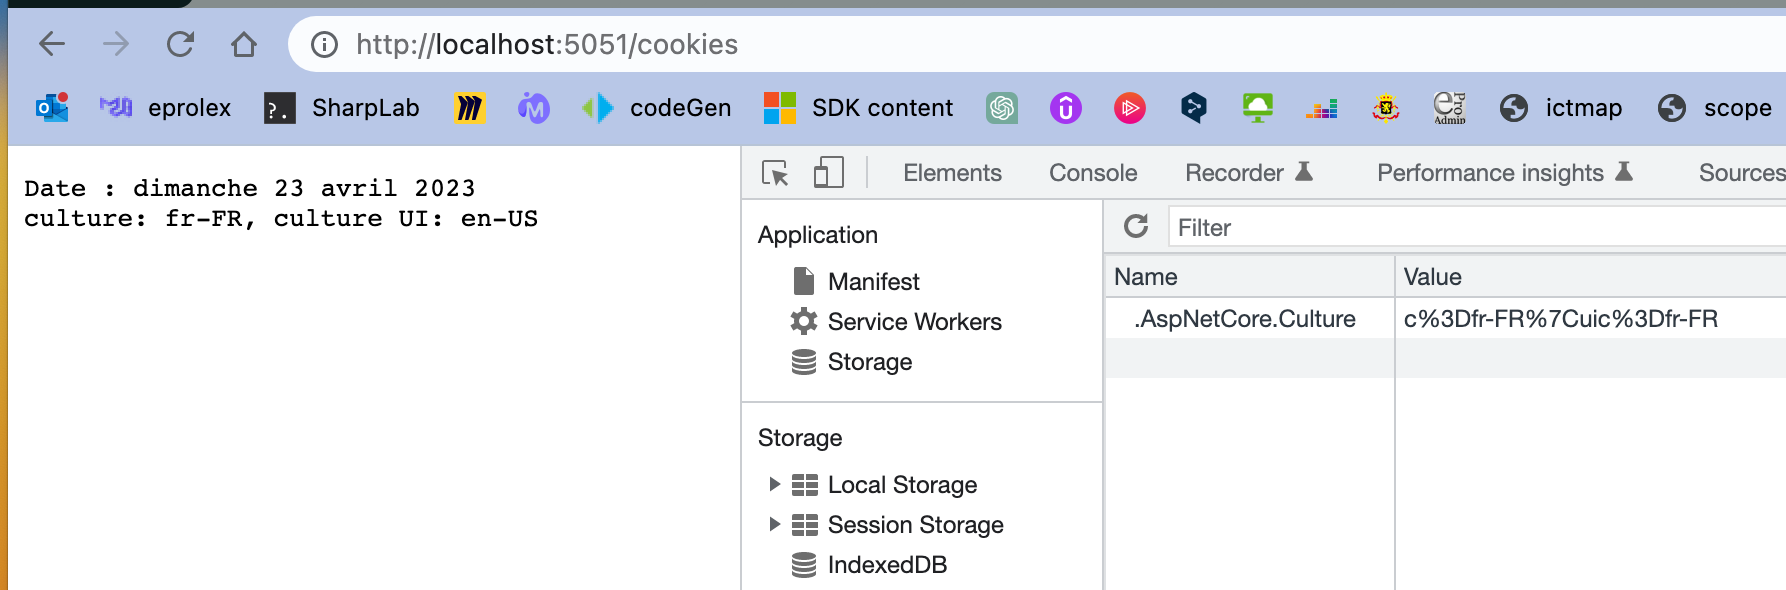 http://localhost:5051/cookies
eprolex SharpLab codeGen SDK content ePro Admin ictmap scope
Date : dimanche 23 avril 2023
culture: fr-FR, culture UI: en-US
Elements Console Recorder Performance insights Sources
Application
Manifest
Service Workers
Storage
Storage
Local Storage
Session Storage
IndexedDB
Filter
Name Value
.AspNetCore.Culture c%3Dfr-FR%7Cuic%3Dfr-FR